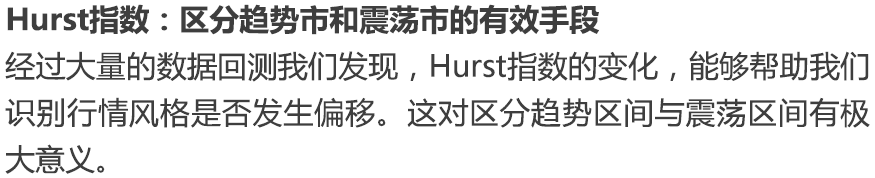 Hurst指数：区分趋势市和震荡市的有效手段
经过大量的数据回测我们发现，Hurst指数的变化，能够帮助我们
识别行情风格是否发生偏移。这对区分趋势区间与震荡区间有极
大意义。